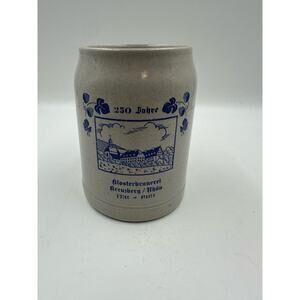 250 Jahre
Klosterbrauerei
Kreuzberg / Rhön